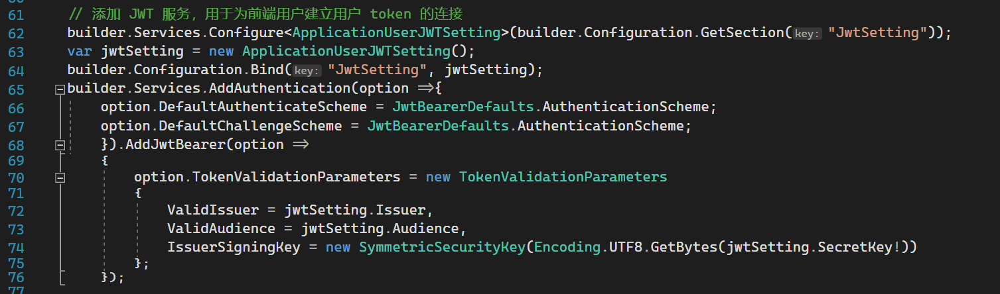 61 // 添加 JWT 服务，用于为前端用户建立用户 token 的连接
62 builder.Services.Configure<ApplicationUserJWTSetting>(builder.Configuration.GetSection(key: "JwtSetting"));
63 var jwtSetting = new ApplicationUserJWTSetting();
64 builder.Configuration.Bind(key: "JwtSetting", jwtSetting);
65 builder.Services.AddAuthentication(option =>{
66 option.DefaultAuthenticateScheme = JwtBearerDefaults.AuthenticationScheme;
67 option.DefaultChallengeScheme = JwtBearerDefaults.AuthenticationScheme;
68 }).AddJwtBearer(option =>
69 {
70 option.TokenValidationParameters = new TokenValidationParameters
71 {
72 ValidIssuer = jwtSetting.Issuer,
73 ValidAudience = jwtSetting.Audience,
74 IssuerSigningKey = new SymmetricSecurityKey(Encoding.UTF8.GetBytes(jwtSetting.SecretKey!))
75 };
76 });
77